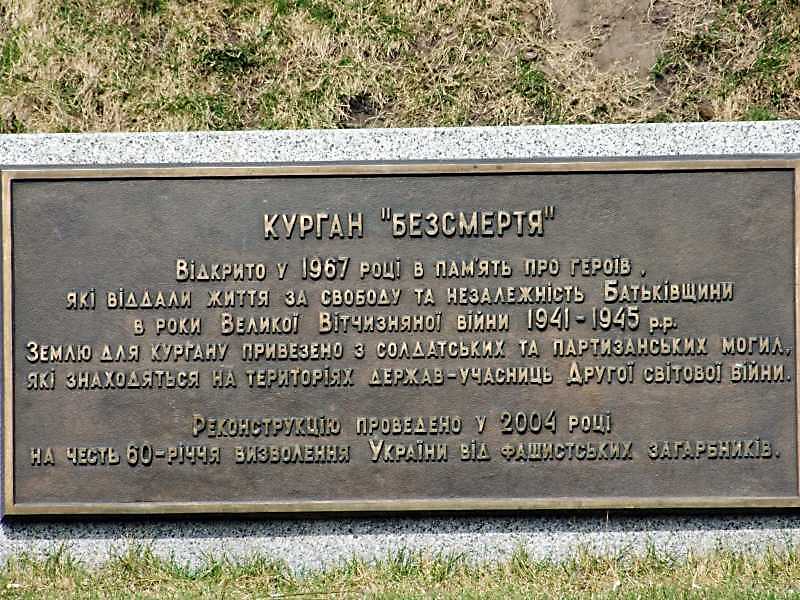 КУРГАН "БЕЗСМЕРТЯ"
Відкрито у 1967 році в пам'ять про героїв,
які віддали життя за свободу та незалежність Батьківщини
в роки Великої Вітчизняної війни 1941-1945 р.р.
Землю для кургану привезено з солдатських та партизанських могил,
які знаходяться на територіях держав-учасниць Другої світової війни.
Реконструкцію проведено у 2004 році
на честь 60-річчя визволення України від фашистських загарбників.